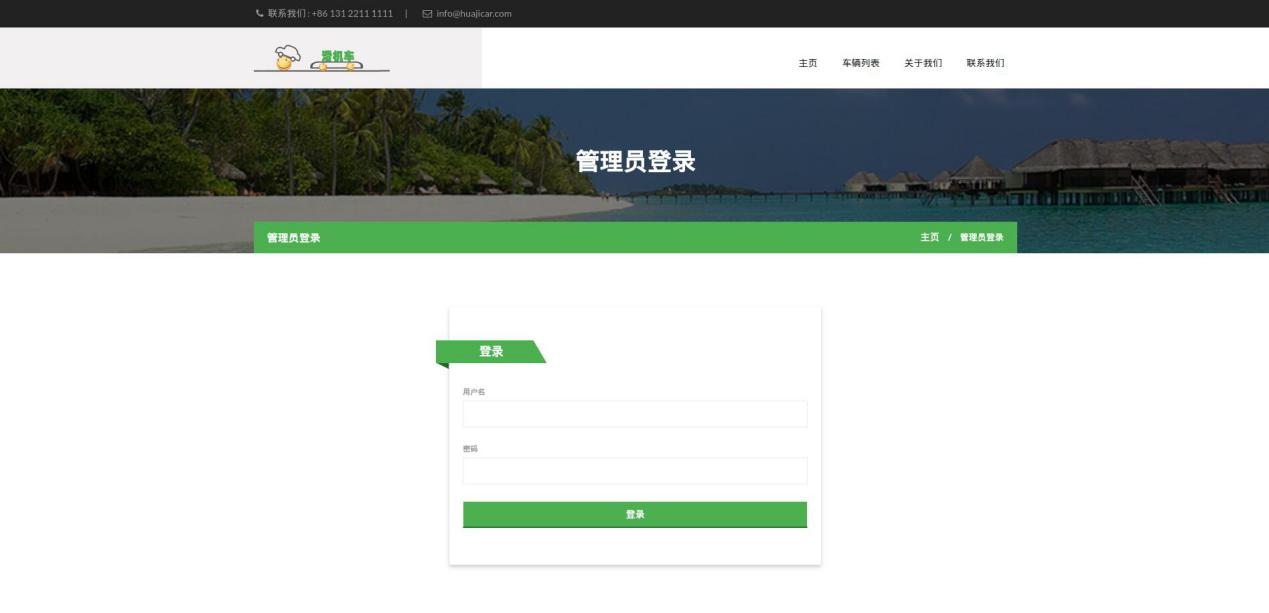 联系我们 : +86 131 2211 1111 | info@huajicar.com
滑机车
主页 车辆列表 关于我们 联系我们
管理员登录
管理员登录 主页 / 管理员登录
登录
用户名
密码
登录